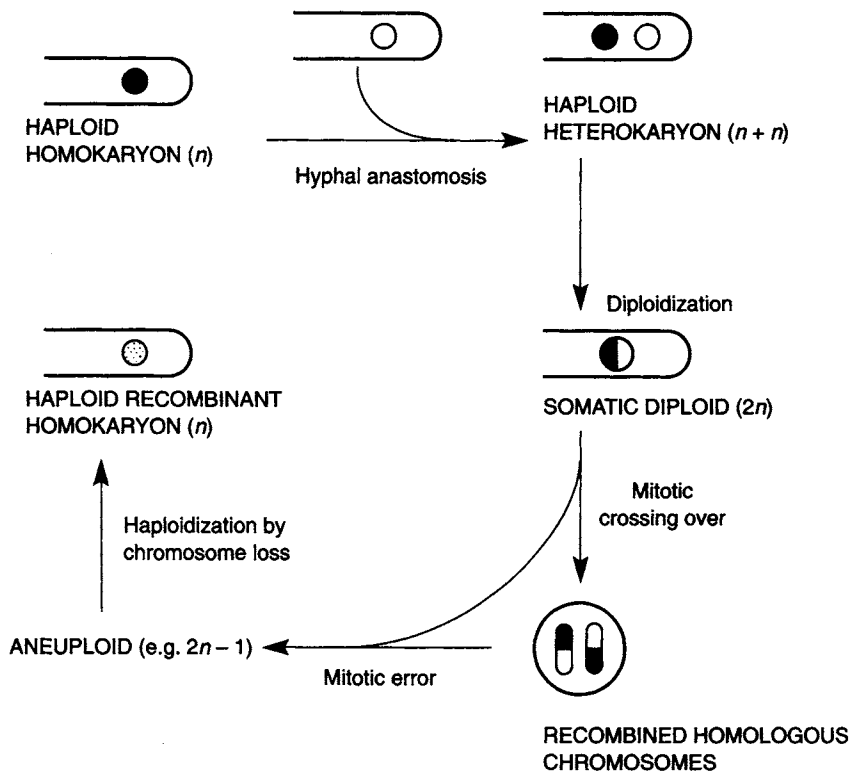 HAPLOID
HOMOKARYON (n)
Hyphal anastomosis
HAPLOID
HETEROKARYON (n + n)
Diploidization
SOMATIC DIPLOID (2n)
Mitotic
crossing over
RECOMBINED HOMOLOGOUS
CHROMOSOMES
Mitotic error
ANEUPLOID (e.g. 2n – 1)
Haploidization by
chromosome loss
HAPLOID RECOMBINANT
HOMOKARYON (n)